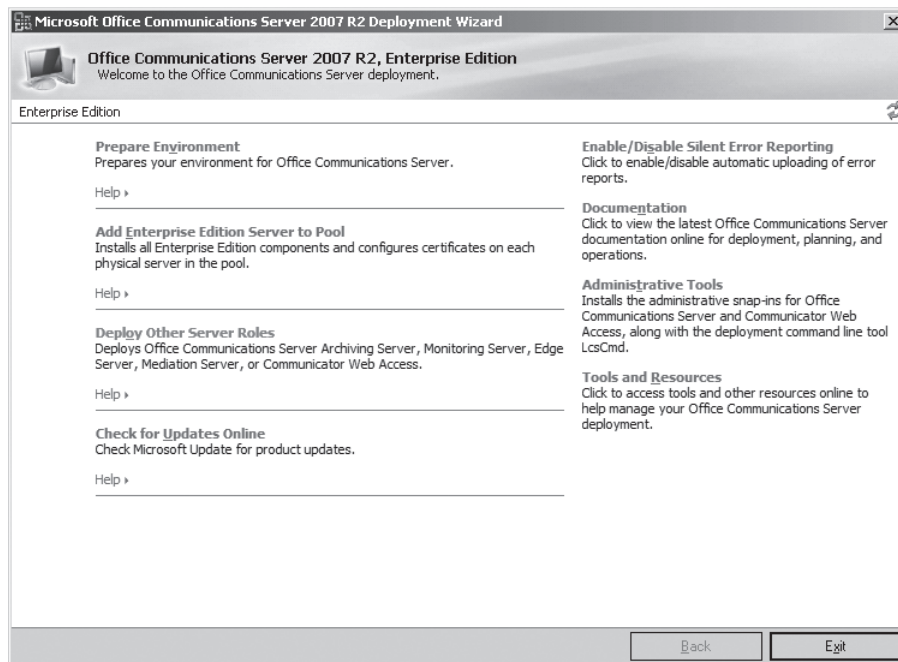 Microsoft Office Communications Server 2007 R2 Deployment Wizard
Office Communications Server 2007 R2, Enterprise Edition
Welcome to the Office Communications Server deployment.
Enterprise Edition
Prepare Environment
Prepares your environment for Office Communications Server.
Help
Add Enterprise Edition Server to Pool
Installs all Enterprise Edition components and configures certificates on each
physical server in the pool.
Help
Deploy Other Server Roles
Deploys Office Communications Server Archiving Server, Monitoring Server, Edge
Server, Mediation Server, or Communicator Web Access.
Help
Check for Updates Online
Check Microsoft Update for product updates.
Help
Enable/Disable Silent Error Reporting
Click to enable/disable automatic uploading of error
reports.
Documentation
Click to view the latest Office Communications Server
documentation online for deployment, planning, and
operations.
Administrative Tools
Installs the administrative snap-ins for Office
Communications Server and Communicator Web
Access, along with the deployment command line tool
LcsCmd.
Tools and Resources
Click to access tools and other resources online to
help manage your Office Communications Server
deployment.
Back
Exit